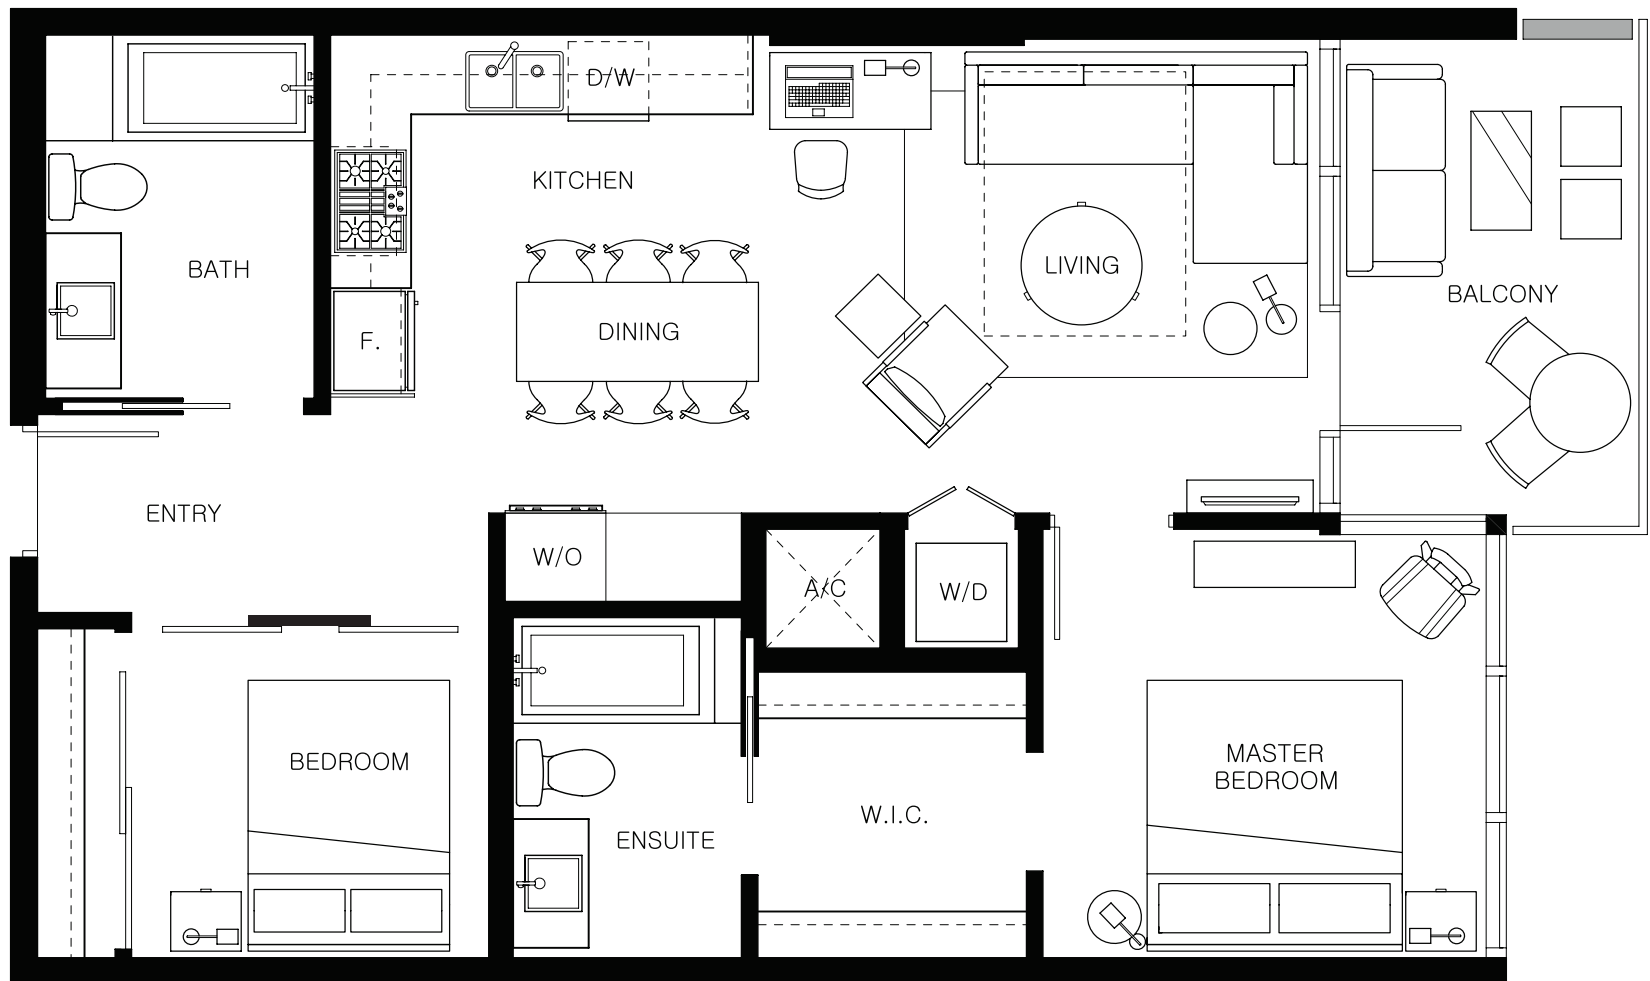 D/W
KITCHEN
BATH
LIVING
BALCONY
F.
DINING
ENTRY
W/O
A/C
W/D
BEDROOM
MASTER
BEDROOM
W.I.C.
ENSUITE